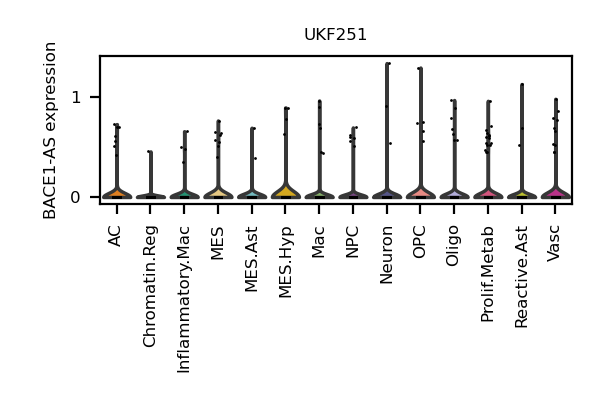 UKF251
BACE1-AS expression
1
0
AC
Chromatin.Reg
Inflammatory.Mac
MES
MES.Ast
MES.Hyp
Mac
NPC
Neuron
OPC
Oligo
Prolif.Metab
Reactive.Ast
Vasc